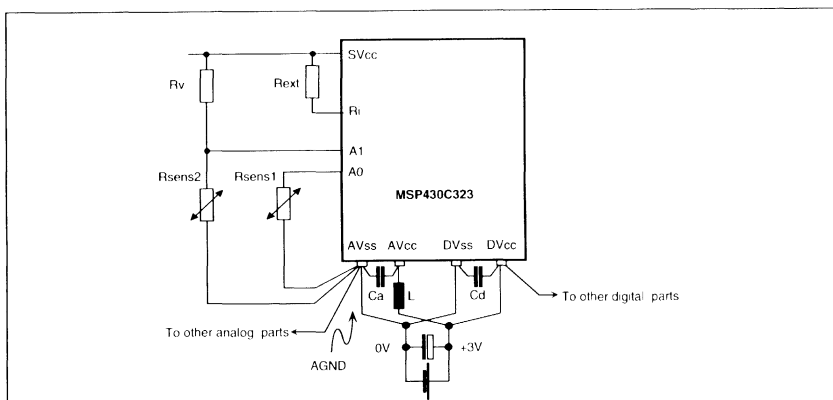 SVcc
Rv
Rext
RI
A1
Rsens2
Rsens1
A0
MSP430C323
AVss AVcc
DVss DVcc
Ca
L
Cd
To other digital parts
To other analog parts
0V
+3V
AGND